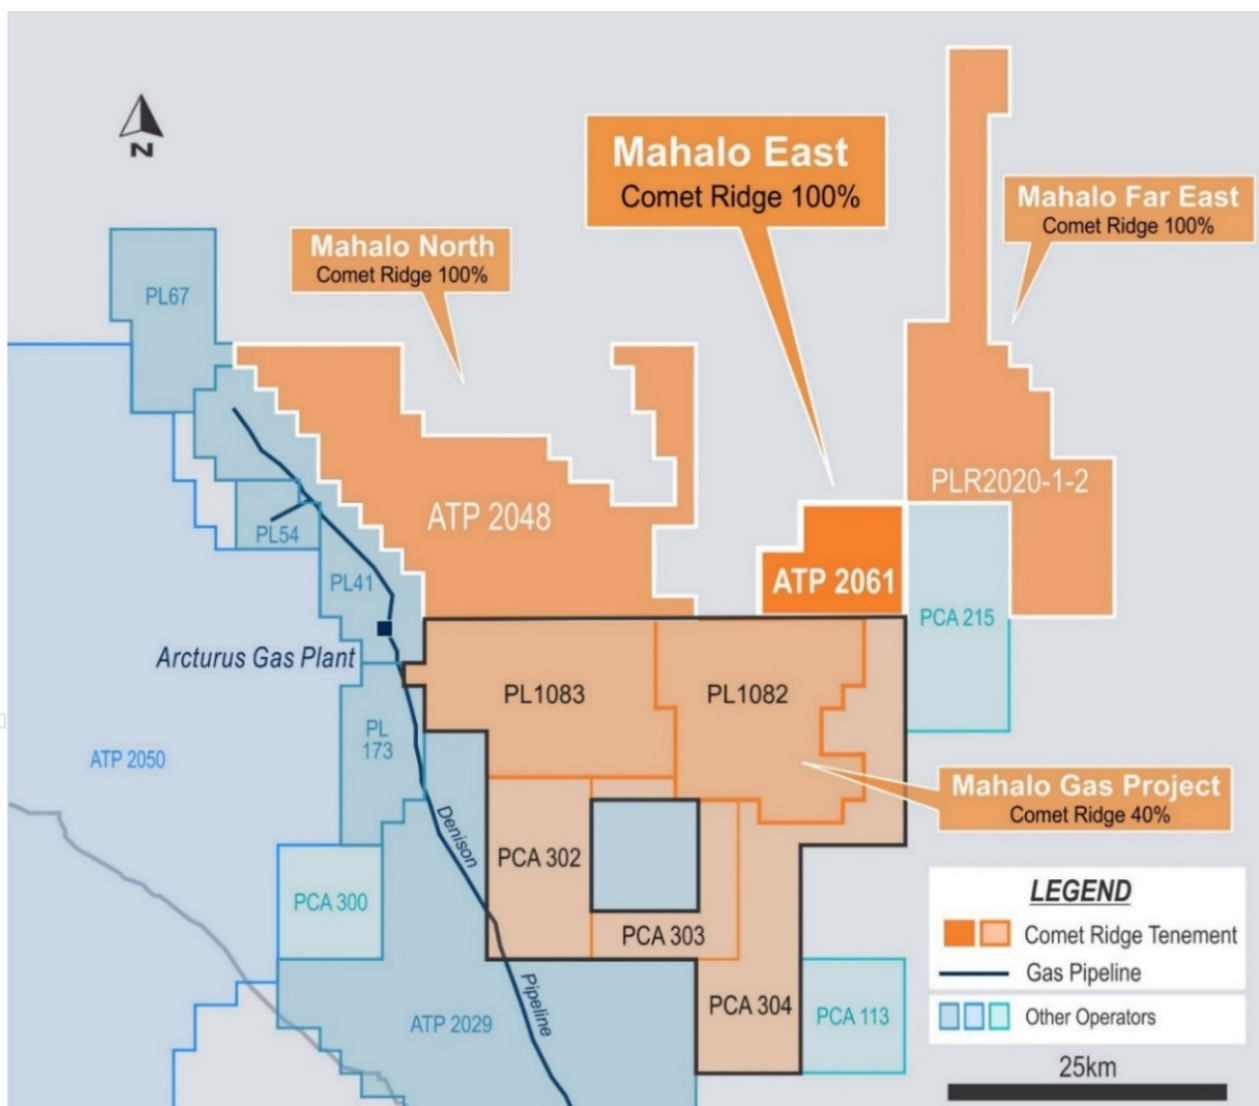 N
Mahalo East
Comet Ridge 100%
Mahalo Far East
Comet Ridge 100%
Mahalo North
Comet Ridge 100%
PL67
PLR2020-1-2
ATP 2048
PL54
PL41
ATP 2061
PCA 215
Arcturus Gas Plant
PL1083
PL1082
PL
173
ATP 2050
Mahalo Gas Project
Comet Ridge 40%
Denison
PCA 302
PCA 300
PCA 303
LEGEND
Comet Ridge Tenement
Gas Pipeline
Other Operators
PCA 304
PCA 113
ATP 2029
Pipeline
25km